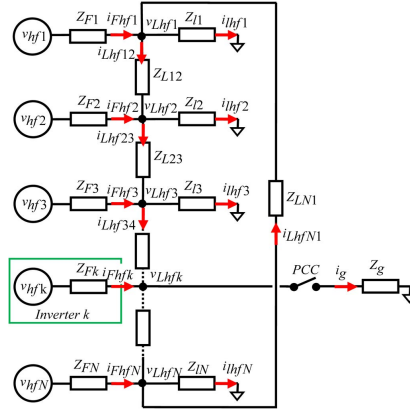 v_hf1 Z_F1 i_Fhf1 v_Lhf1 Z_l1 i_lhf1
i_Lhf12
Z_L12
v_hf2 Z_F2 i_Fhf2 v_Lhf2 Z_l2 i_lhf2
i_Lhf23
Z_L23
v_hf3 Z_F3 i_Fhf3 v_Lhf3 Z_l3 i_lhf3
Z_LN1
i_Lhf34
i_LhfN1
v_hfk Z_Fk i_Fhfk v_Lhfk PCC i_g Z_g
Inverter k
v_hfN Z_FN i_FhfN v_LhfN Z_lN i_lhfN